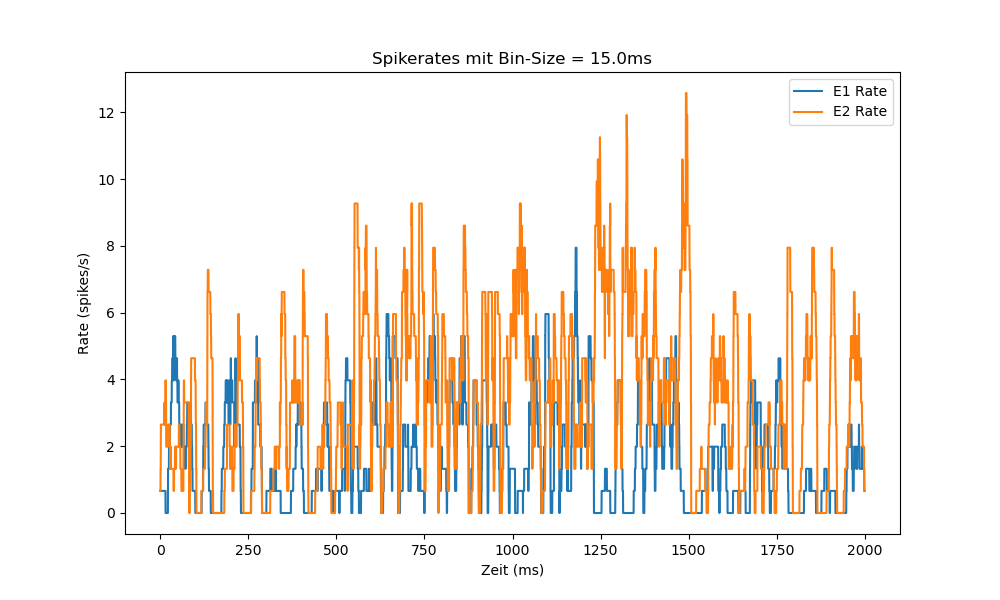 Spikerates mit Bin-Size = 15.0ms
E1 Rate
E2 Rate
12
10
8
6
4
2
0
Rate (spikes/s)
0 250 500 750 1000 1250 1500 1750 2000
Zeit (ms)